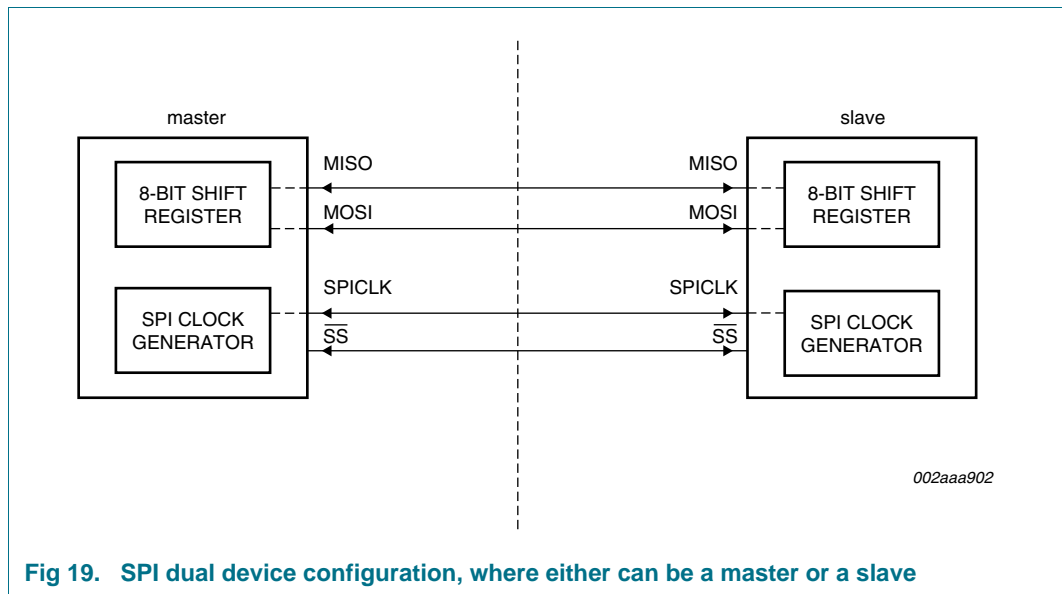 master
slave
8-BIT SHIFT
REGISTER
MISO
MISO
MOSI
MOSI
8-BIT SHIFT
REGISTER
SPI CLOCK
GENERATOR
SPICLK
SPICLK
SS
SS
SPI CLOCK
GENERATOR
002aaa902
Fig 19. SPI dual device configuration, where either can be a master or a slave